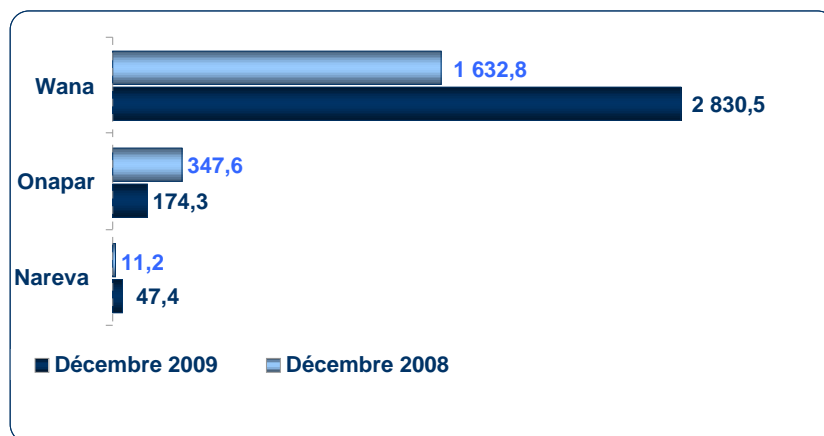 Wana
1 632,8
2 830,5
Onapar
347,6
174,3
Nareva
11,2
47,4
Décembre 2009
Décembre 2008